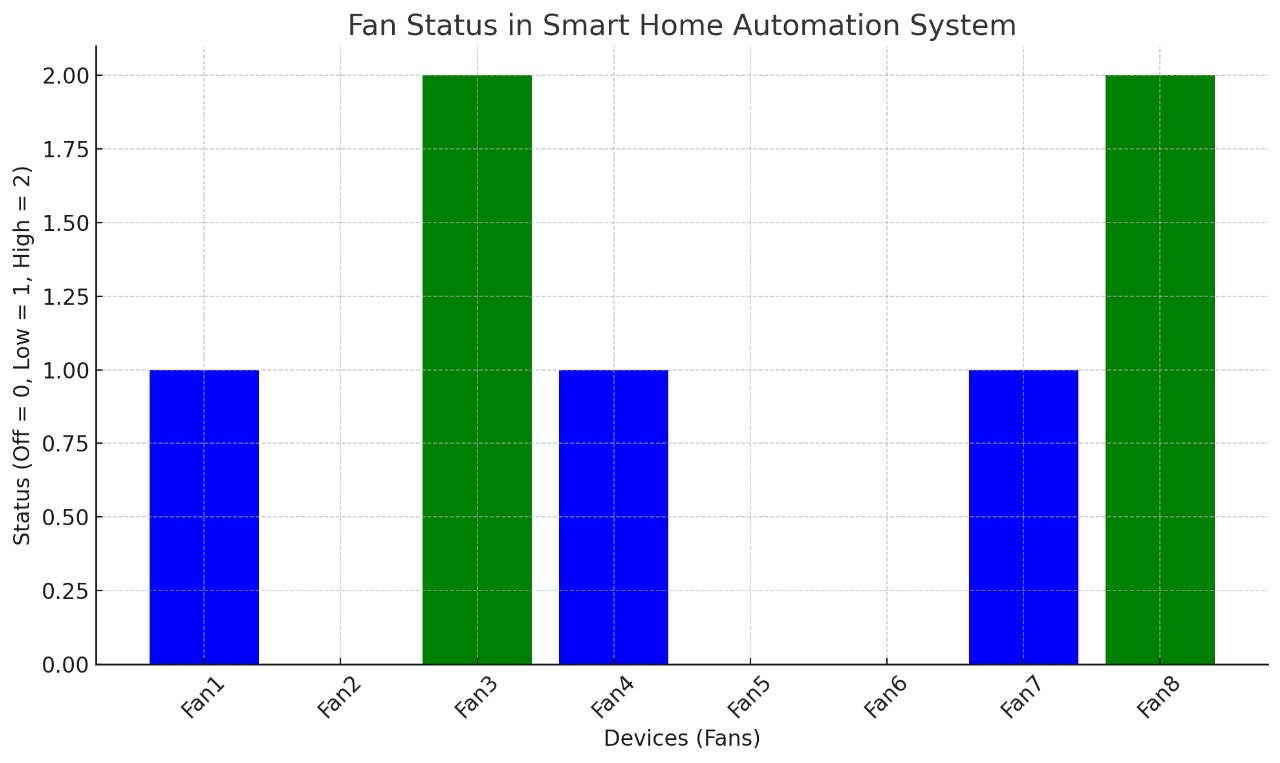 Fan Status in Smart Home Automation System
Status (Off = 0, Low = 1, High = 2)
2.00
1.75
1.50
1.25
1.00
0.75
0.50
0.25
0.00
Fan1
Fan2
Fan3
Fan4
Fan5
Fan6
Fan7
Fan8
Devices (Fans)